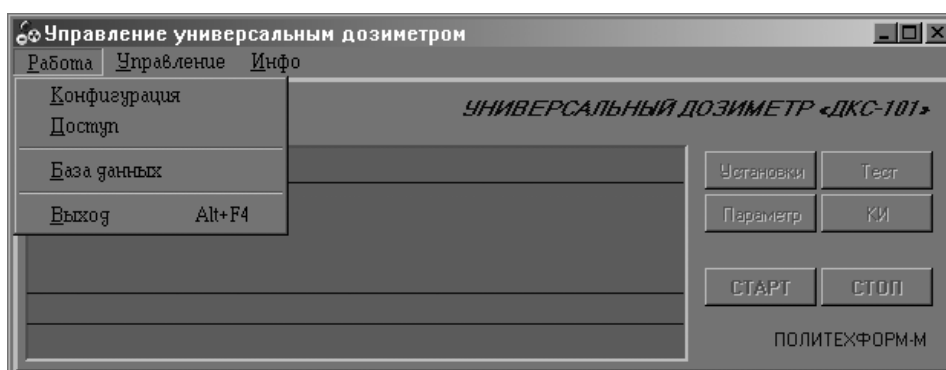 Управление универсальным дозиметром
Работа Управление Инфо
Конфигурация
Доступ
База данных
Выход Alt+F4
УНИВЕРСАЛЬНЫЙ ДОЗИМЕТР «ДКС-101»
Установки Тест
Параметр КИ
СТАРТ СТОП
ПОЛИТЕХФОРМ-М